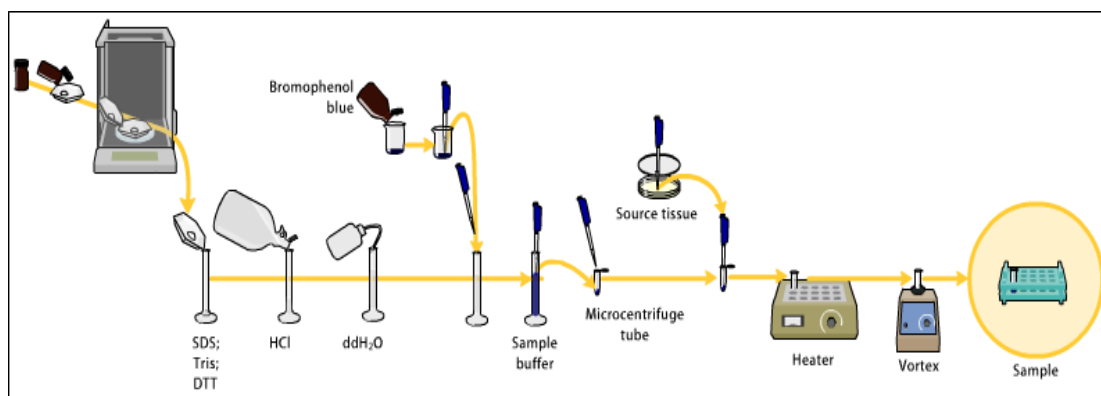 Bromophenol
blue
Source tissue
SDS;
Tris;
DTT
HCl
ddH₂O
Sample
buffer
Microcentrifuge
tube
Heater
Vortex
Sample